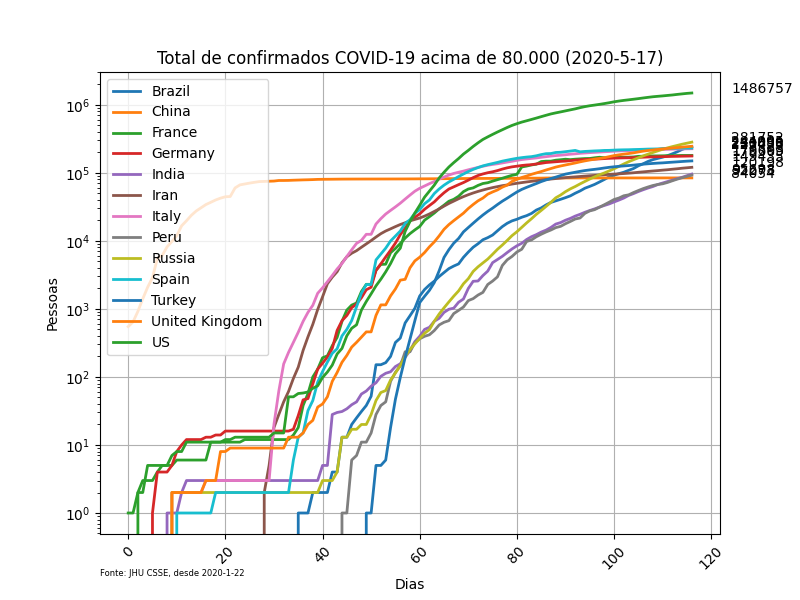 Total de confirmados COVID-19 acima de 80.000 (2020-5-17)
Brazil
China
France
Germany
India
Iran
Italy
Peru
Russia
Spain
Turkey
United Kingdom
US
1486757
281752
84054
10^6
10^5
10^4
10^3
10^2
10^1
10^0
Pessoas
0 20 40 60 80 100 120
Dias
Fonte: JHU CSSE, desde 2020-1-22